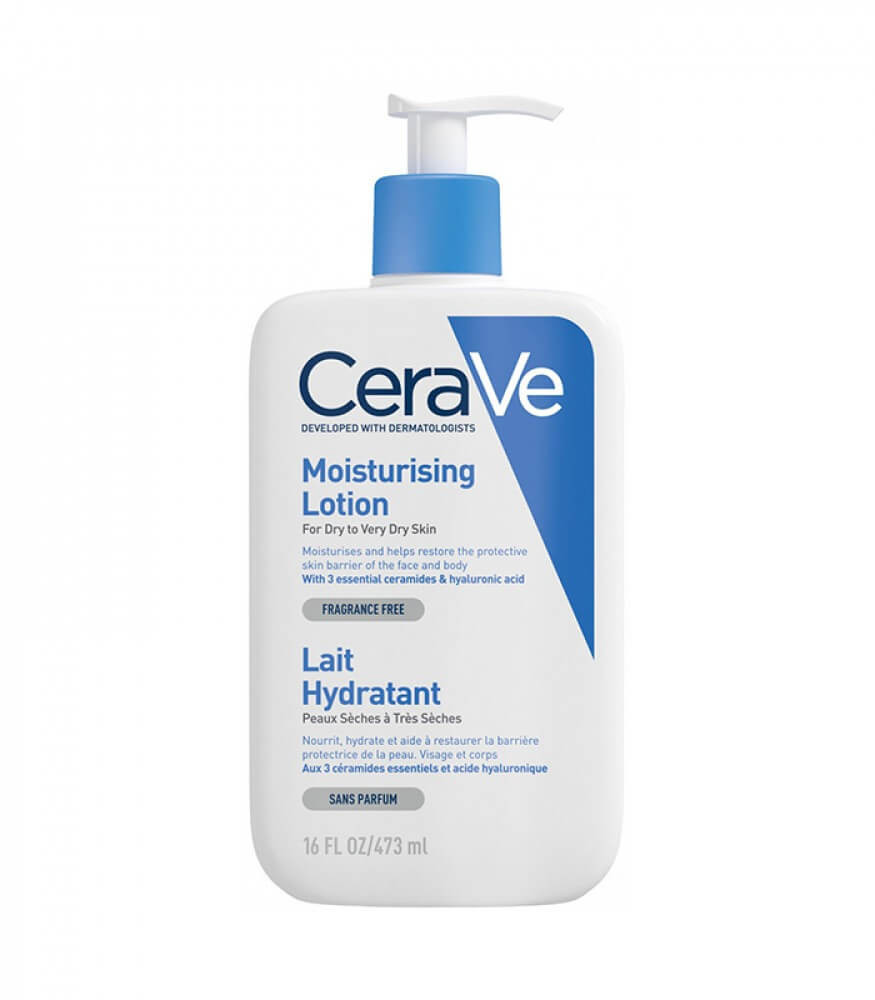 CeraVe
DEVELOPED WITH DERMATOLOGISTS
Moisturising
Lotion
For Dry to Very Dry Skin
Moisturises and helps restore the protective
skin barrier of the face and body
With 3 essential ceramides & hyaluronic acid
FRAGRANCE FREE
Lait
Hydratant
Peaux Sèches à Très Sèches
Nourrit, hydrate et aide à restaurer la barrière
protectrice de la peau. Visage et corps
Aux 3 céramides essentiels et acide hyaluronique
SANS PARFUM
16 FL OZ/473 ml